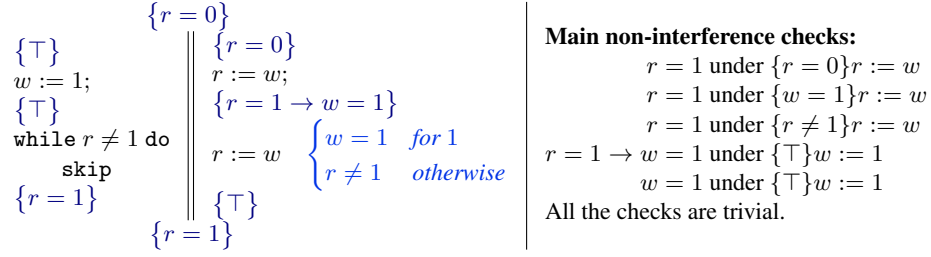 {r = 0}
{⊤}
w := 1;
{⊤}
while r ≠ 1 do
skip
{r = 1}
{r = 0}
r := w;
{r = 1 → w = 1}
r := w { w = 1 for 1
r ≠ 1 otherwise
{⊤}
{r = 1}
Main non-interference checks:
r = 1 under {r = 0}r := w
r = 1 under {w = 1}r := w
r = 1 under {r ≠ 1}r := w
r = 1 → w = 1 under {⊤}w := 1
w = 1 under {⊤}w := 1
All the checks are trivial.